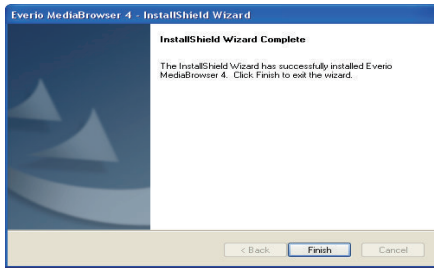 Everio MediaBrowser 4 - InstallShield Wizard
InstallShield Wizard Complete
The InstallShield Wizard has successfully installed Everio
MediaBrowser 4. Click Finish to exit the wizard.
< Back Finish Cancel